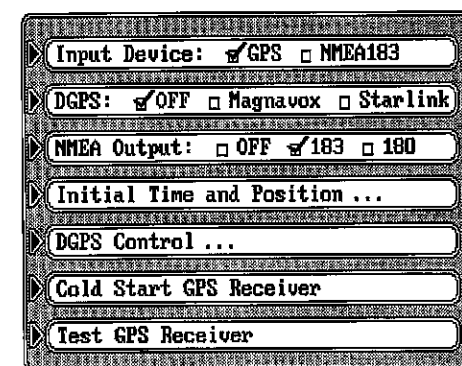 Input Device: GPS NMEA183
DGPS: OFF Magnavox Starlink
NMEA Output: OFF 183 180
Initial Time and Position ...
DGPS Control ...
Cold Start GPS Receiver
Test GPS Receiver